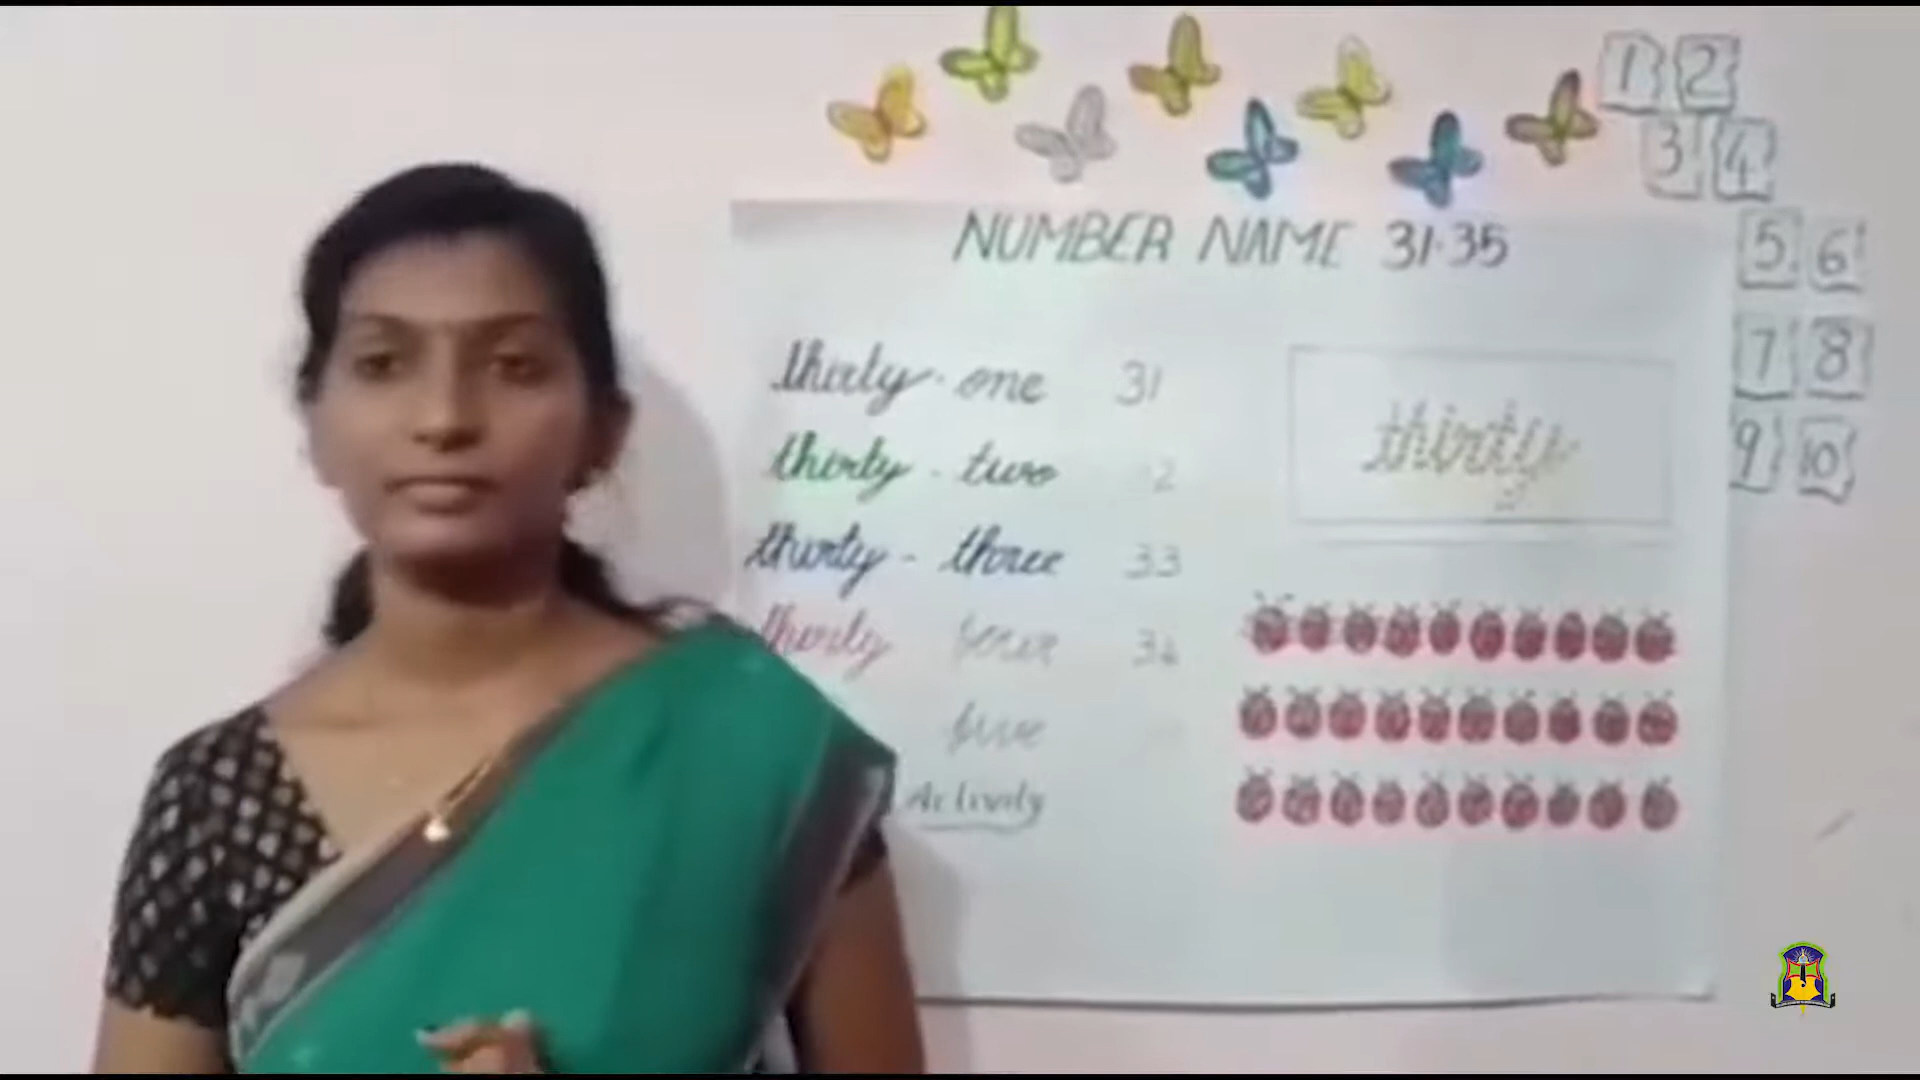 1 2
3 4
5 6
7 8
9 10
NUMBER NAME 31-35
thirty-one 31
thirty-two 2
thirty-three 33
thirty four 34
five
Activity
thirty